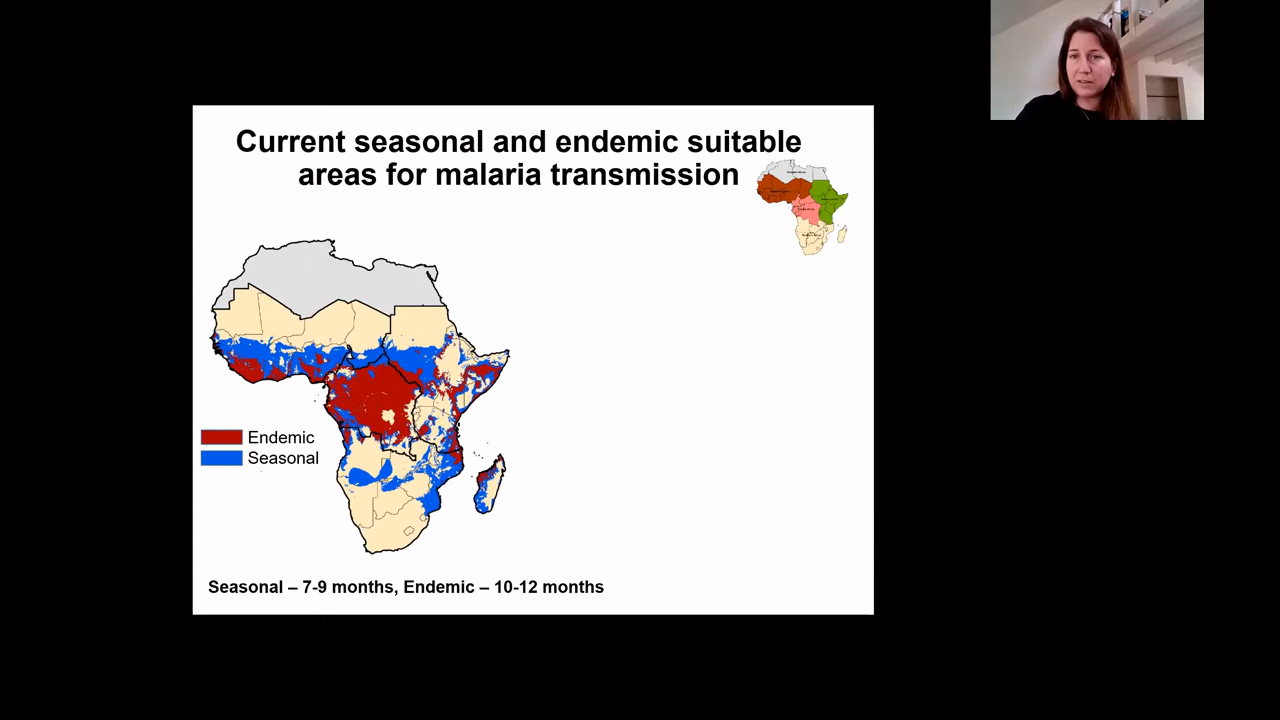 Current seasonal and endemic suitable
areas for malaria transmission
Endemic
Seasonal
Seasonal – 7-9 months, Endemic – 10-12 months